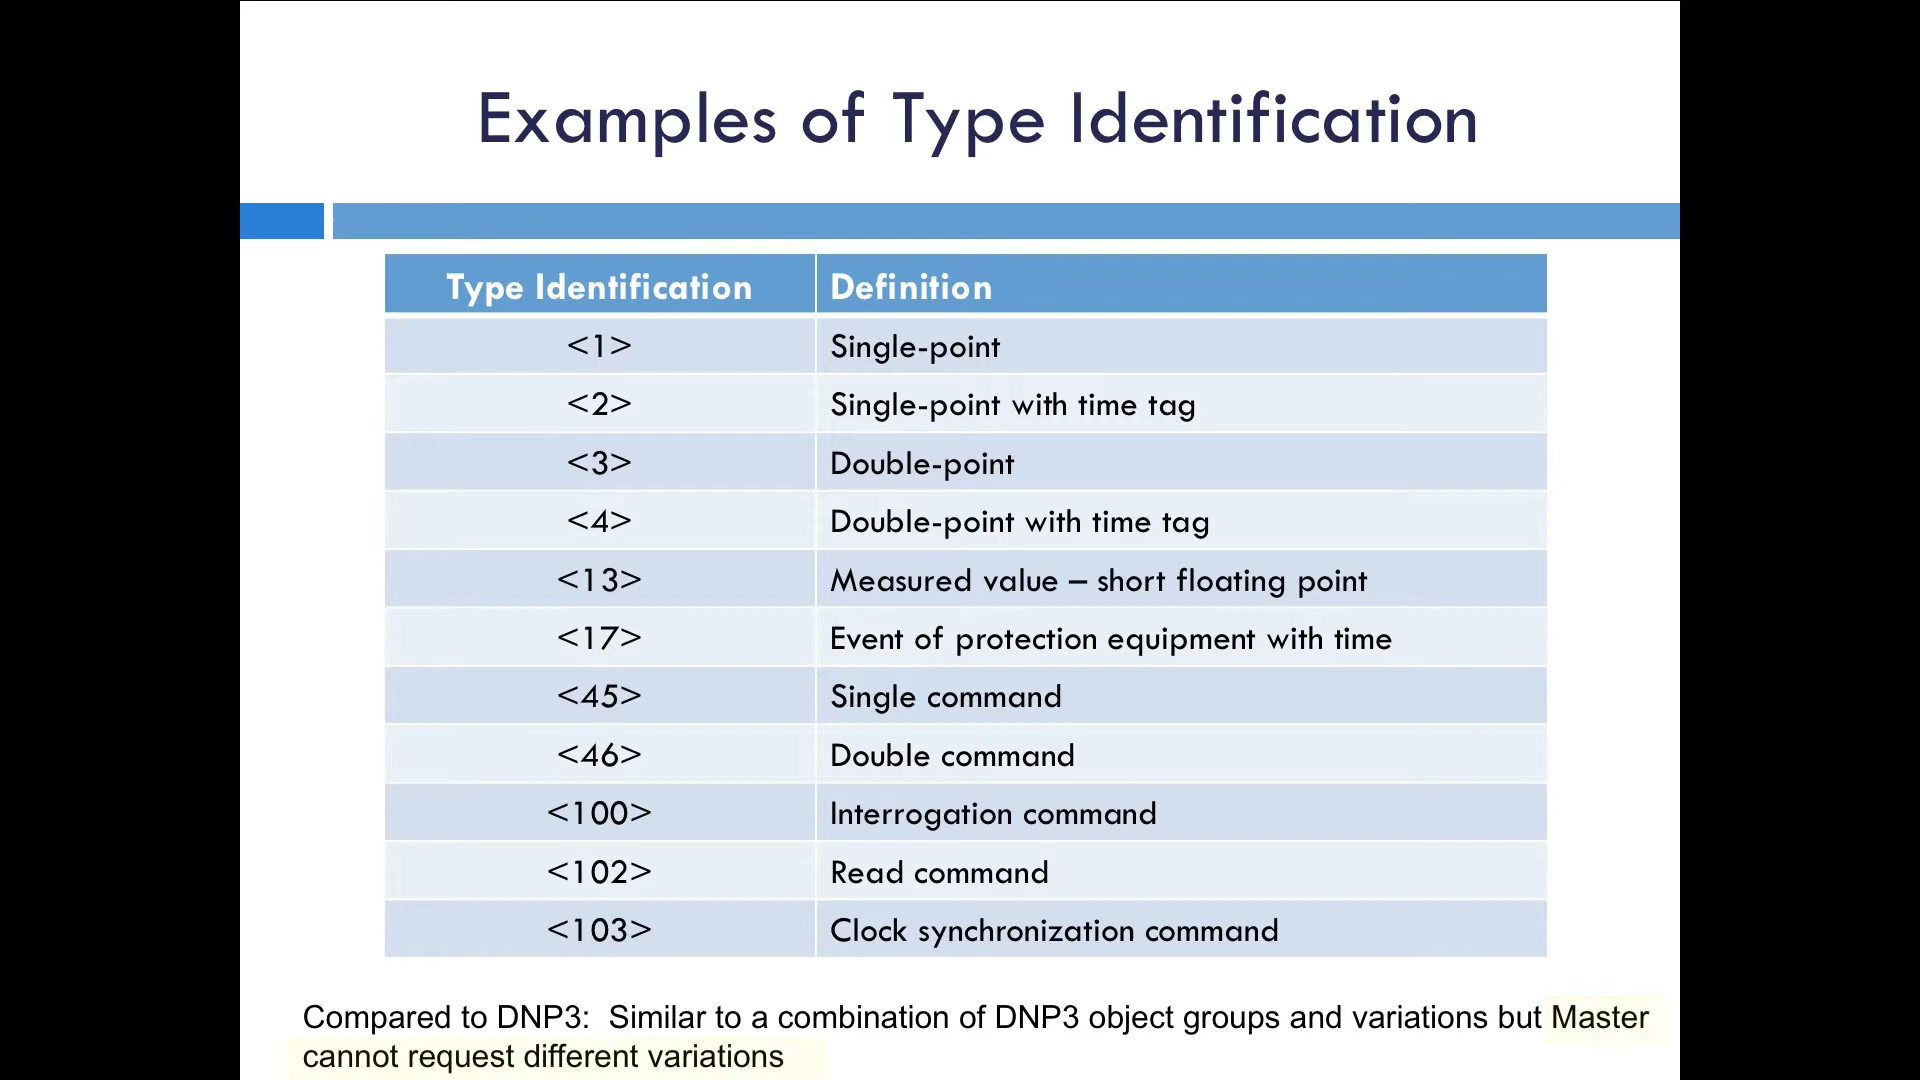 Examples of Type Identification
Type Identification Definition
<1> Single-point
<2> Single-point with time tag
<3> Double-point
<4> Double-point with time tag
<13> Measured value – short floating point
<17> Event of protection equipment with time
<45> Single command
<46> Double command
<100> Interrogation command
<102> Read command
<103> Clock synchronization command
Compared to DNP3:  Similar to a combination of DNP3 object groups and variations but Master
cannot request different variations